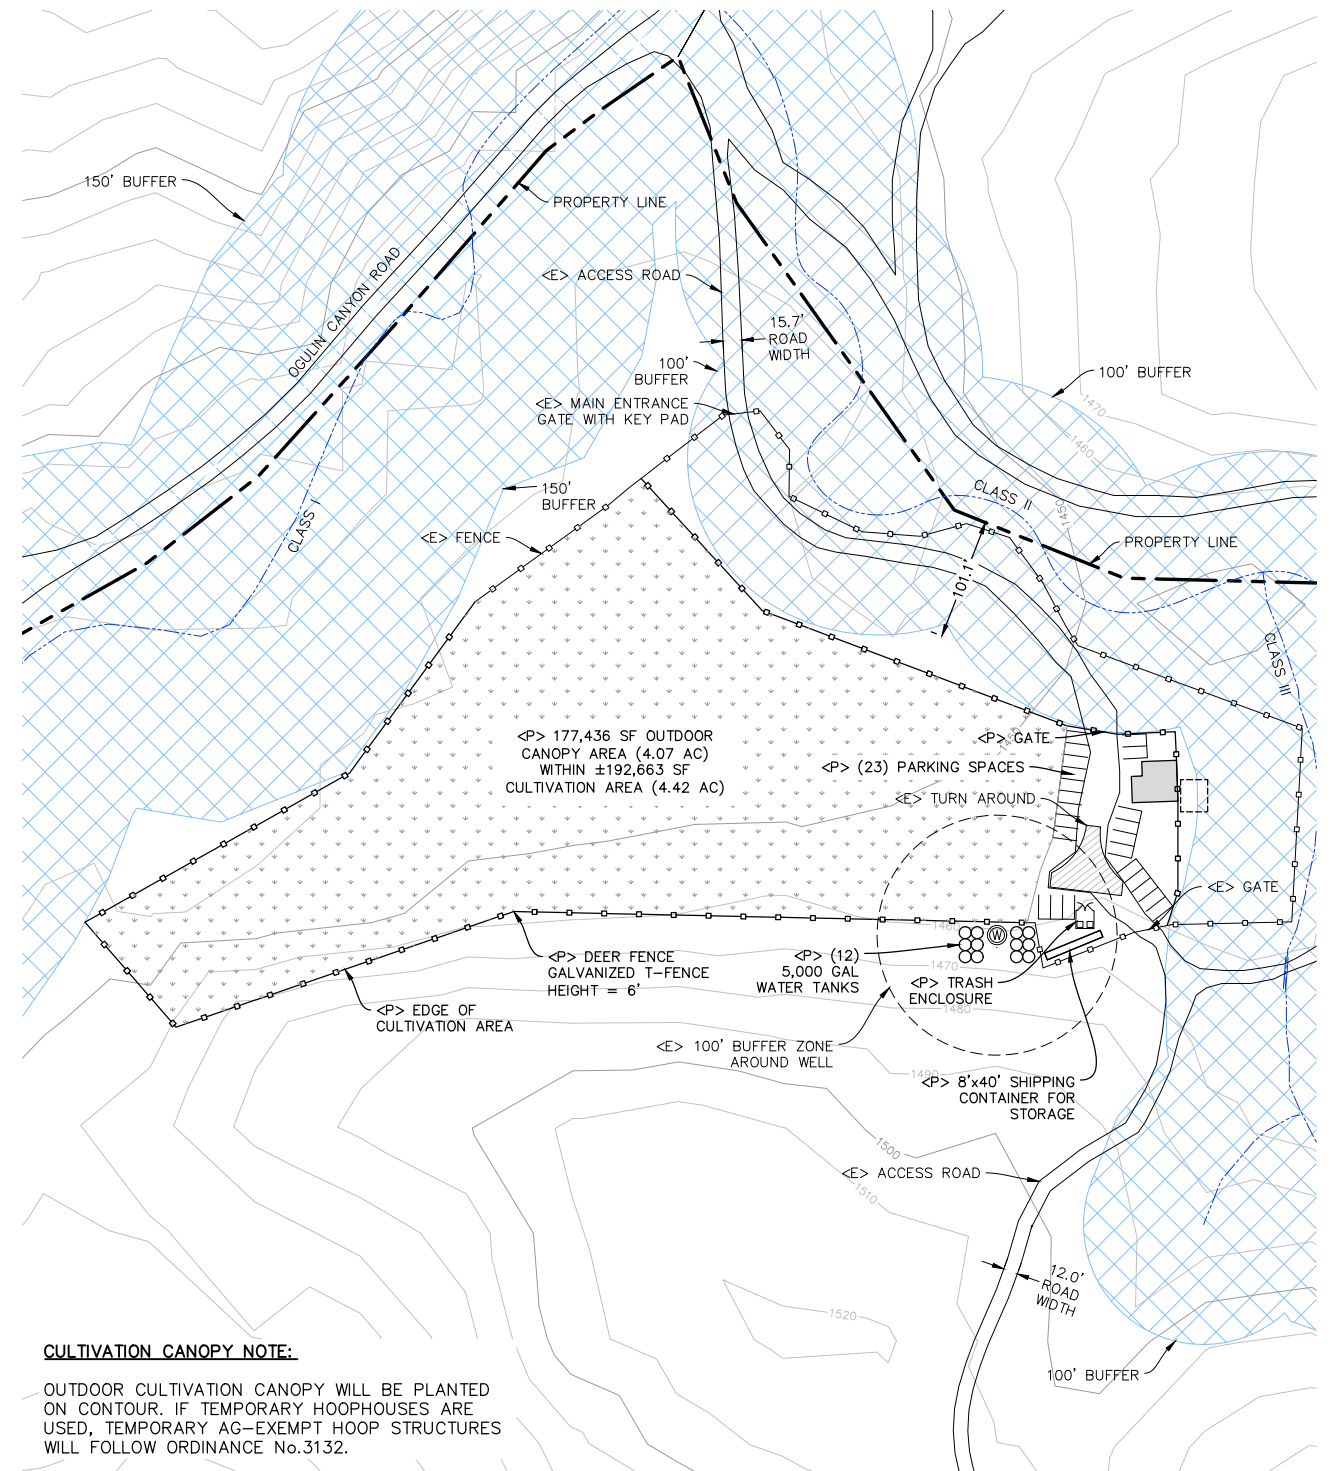 150' BUFFER
PROPERTY LINE
OGULIN CANYON ROAD
<E> ACCESS ROAD
15.7'
ROAD
WIDTH
100'
BUFFER
100' BUFFER
<E> MAIN ENTRANCE
GATE WITH KEY PAD
1470
1460
1450
CLASS I
150'
BUFFER
CLASS II
<E> FENCE
PROPERTY LINE
101.1'
CLASS III
<P> 177,436 SF OUTDOOR
CANOPY AREA (4.07 AC)
WITHIN ±192,663 SF
CULTIVATION AREA (4.42 AC)
<P> GATE
1450
<P> (23) PARKING SPACES
<E> TURN AROUND
<E> GATE
1460
W
<P> DEER FENCE
GALVANIZED T-FENCE
HEIGHT = 6'
<P> (12)
5,000 GAL
WATER TANKS
1470
<P> TRASH
ENCLOSURE
1480
<P> EDGE OF
CULTIVATION AREA
<E> 100' BUFFER ZONE
AROUND WELL
1490
<P> 8'x40' SHIPPING
CONTAINER FOR
STORAGE
1500
<E> ACCESS ROAD
1510
12.0'
ROAD
WIDTH
1520
100' BUFFER
CULTIVATION CANOPY NOTE:
OUTDOOR CULTIVATION CANOPY WILL BE PLANTED
ON CONTOUR. IF TEMPORARY HOOPHOUSES ARE
USED, TEMPORARY AG-EXEMPT HOOP STRUCTURES
WILL FOLLOW ORDINANCE No.3132.